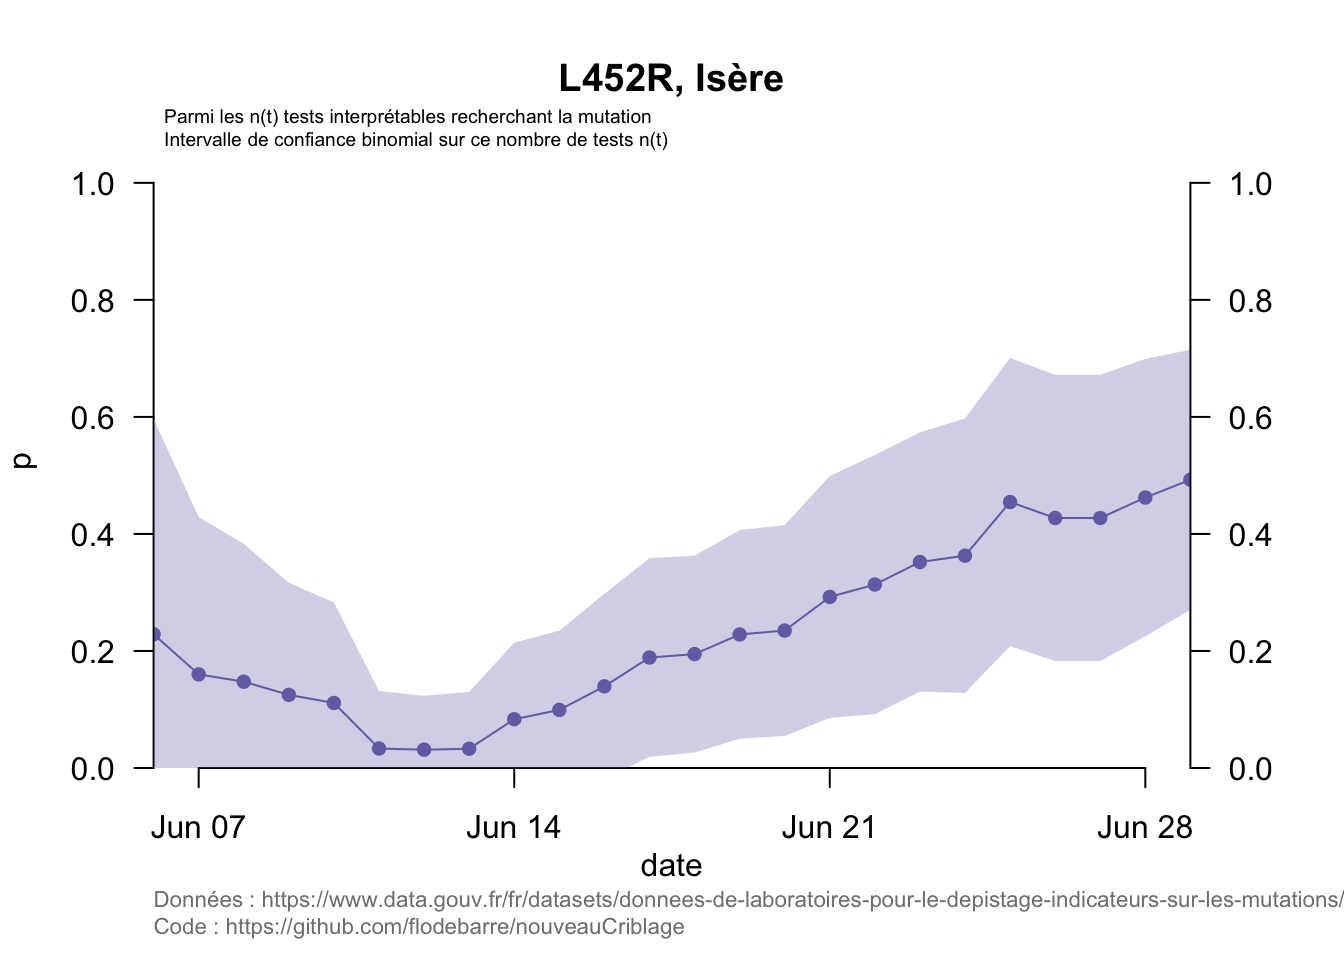 L452R, Isère
Parmi les n(t) tests interprétables recherchant la mutation
Intervalle de confiance binomial sur ce nombre de tests n(t)
1.0
0.8
0.6
0.4
0.2
0.0
p
1.0
0.8
0.6
0.4
0.2
0.0
Jun 07
Jun 14
Jun 21
Jun 28
date
Données : https://www.data.gouv.fr/fr/datasets/donnees-de-laboratoires-pour-le-depistage-indicateurs-sur-les-mutations/
Code : https://github.com/flodebarre/nouveauCriblage